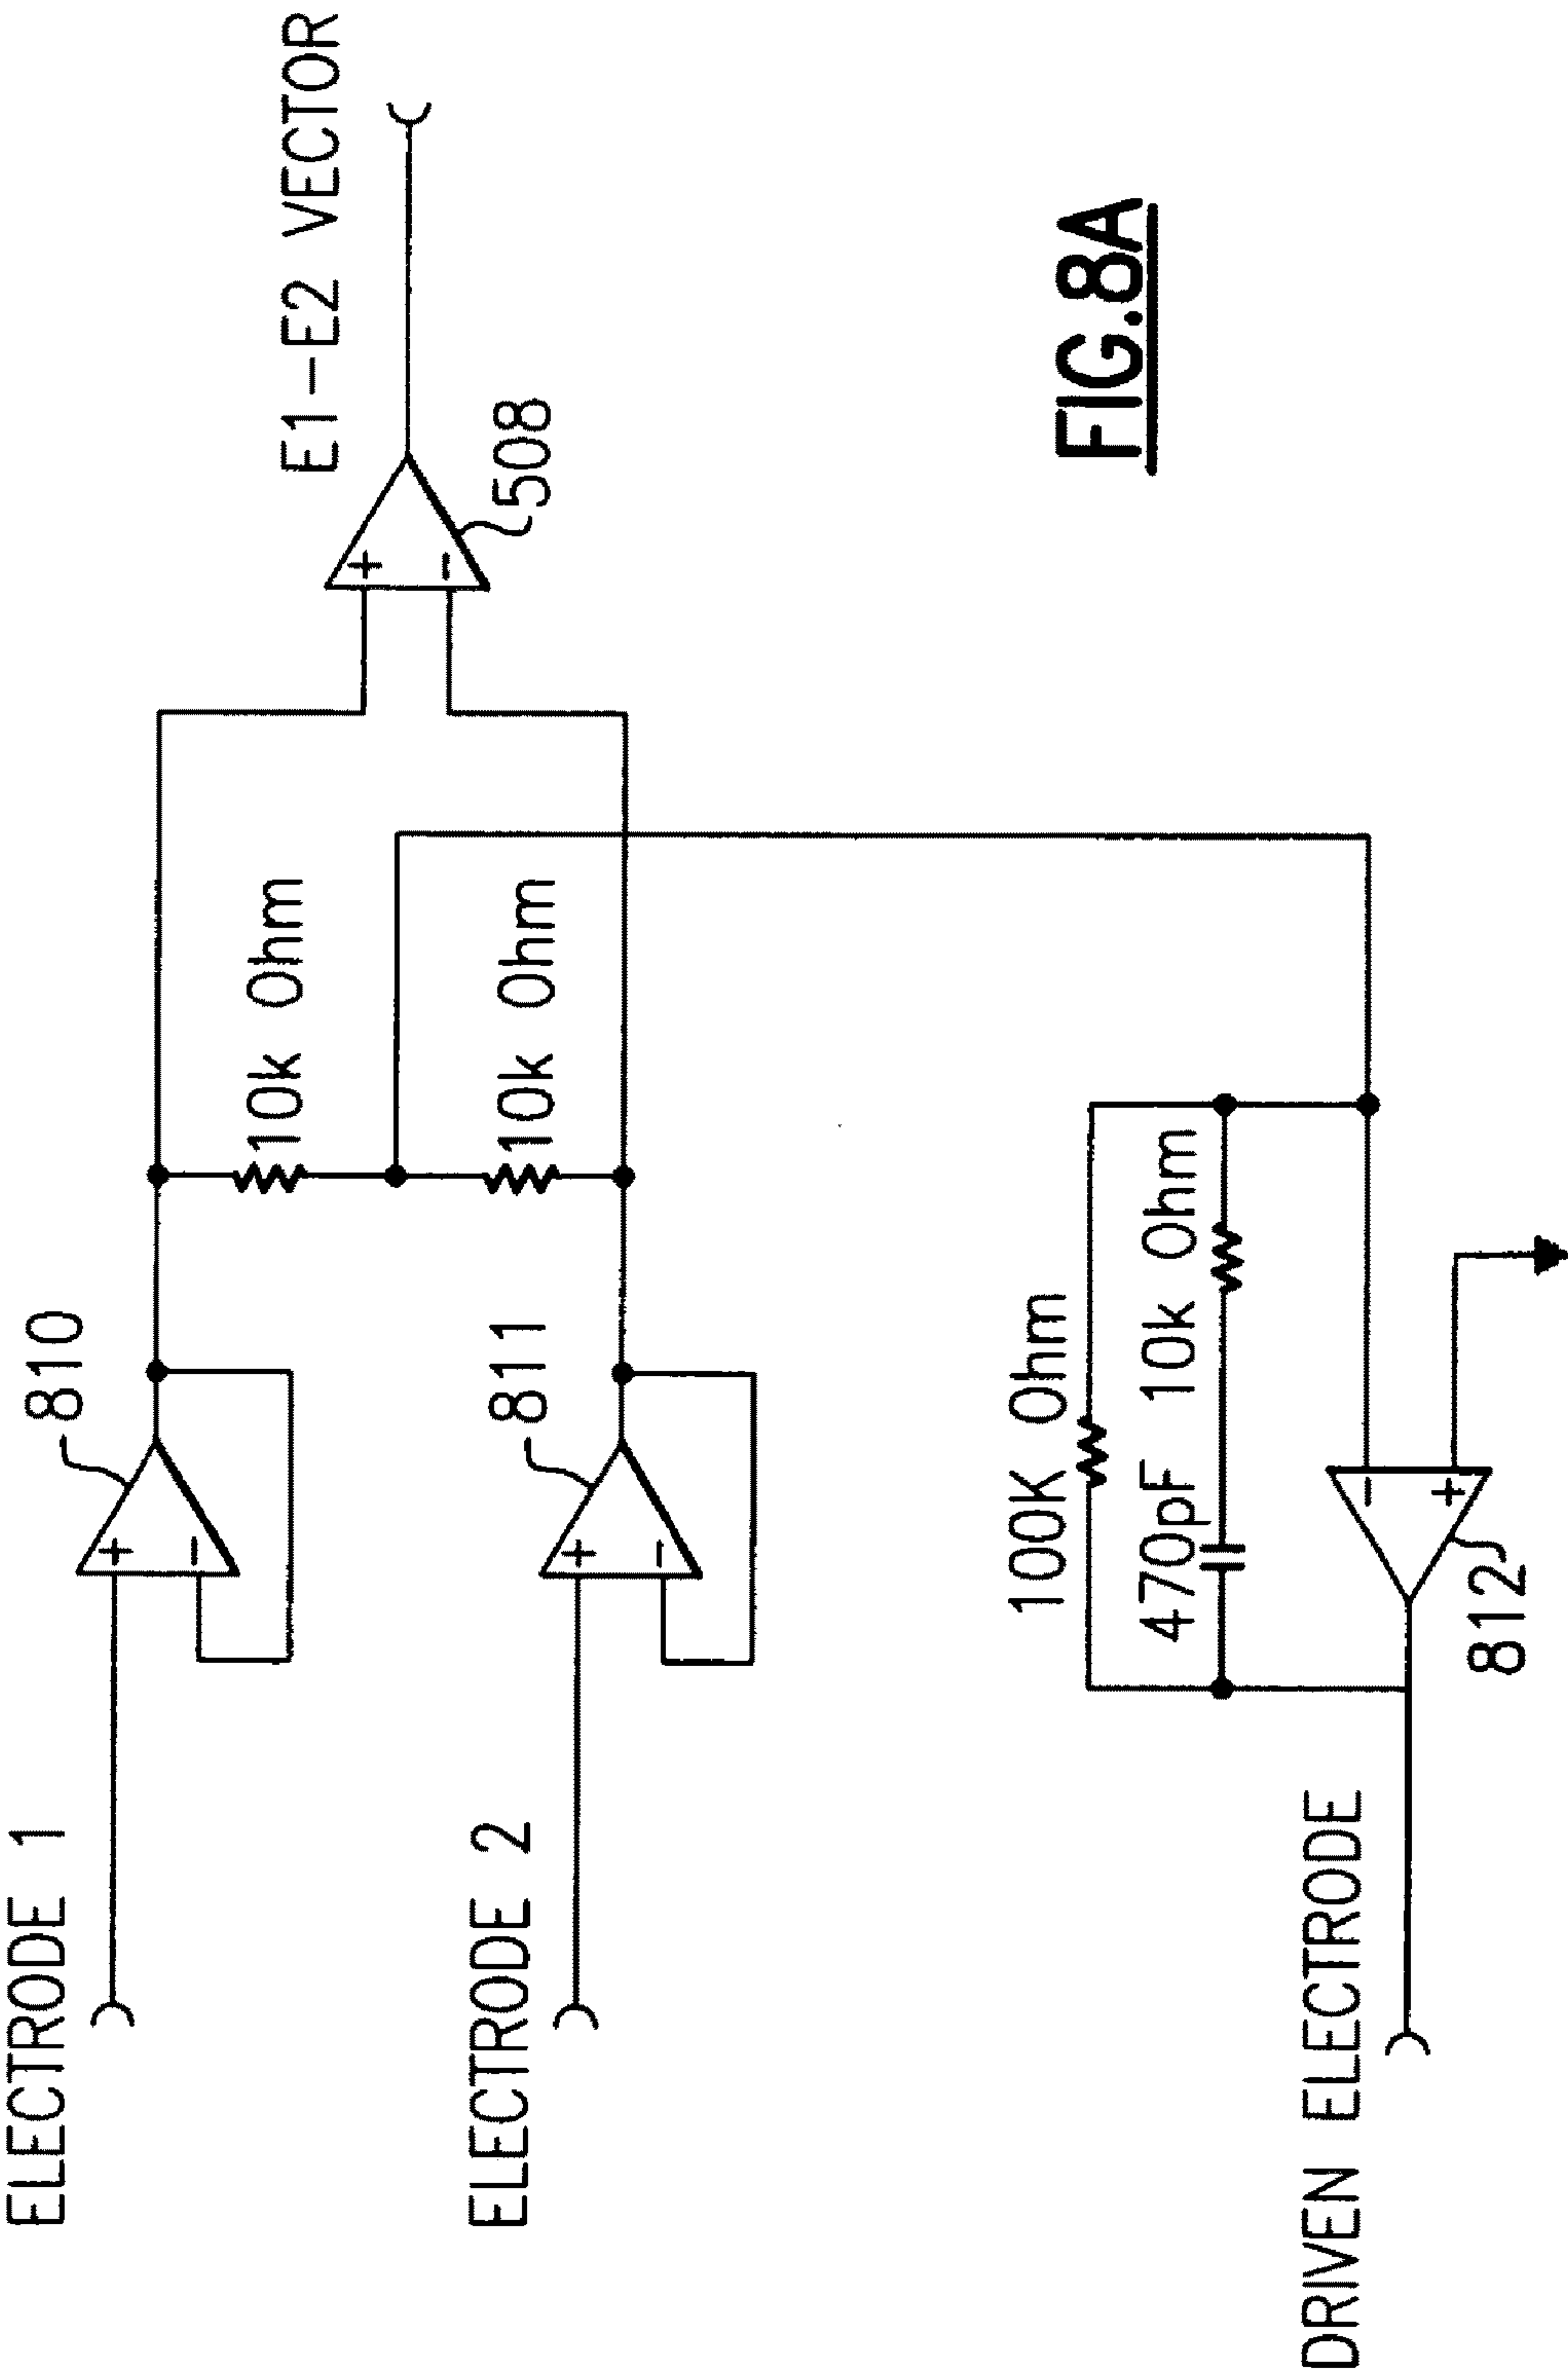 E1-E2 VECTOR
ELECTRODE 1
810
10k Ohm
508
ELECTRODE 2
811
10k Ohm
100K Ohm
470pF 10k Ohm
DRIVEN ELECTRODE
812
+
-
+
-
+
-
-
+
FIG.8A